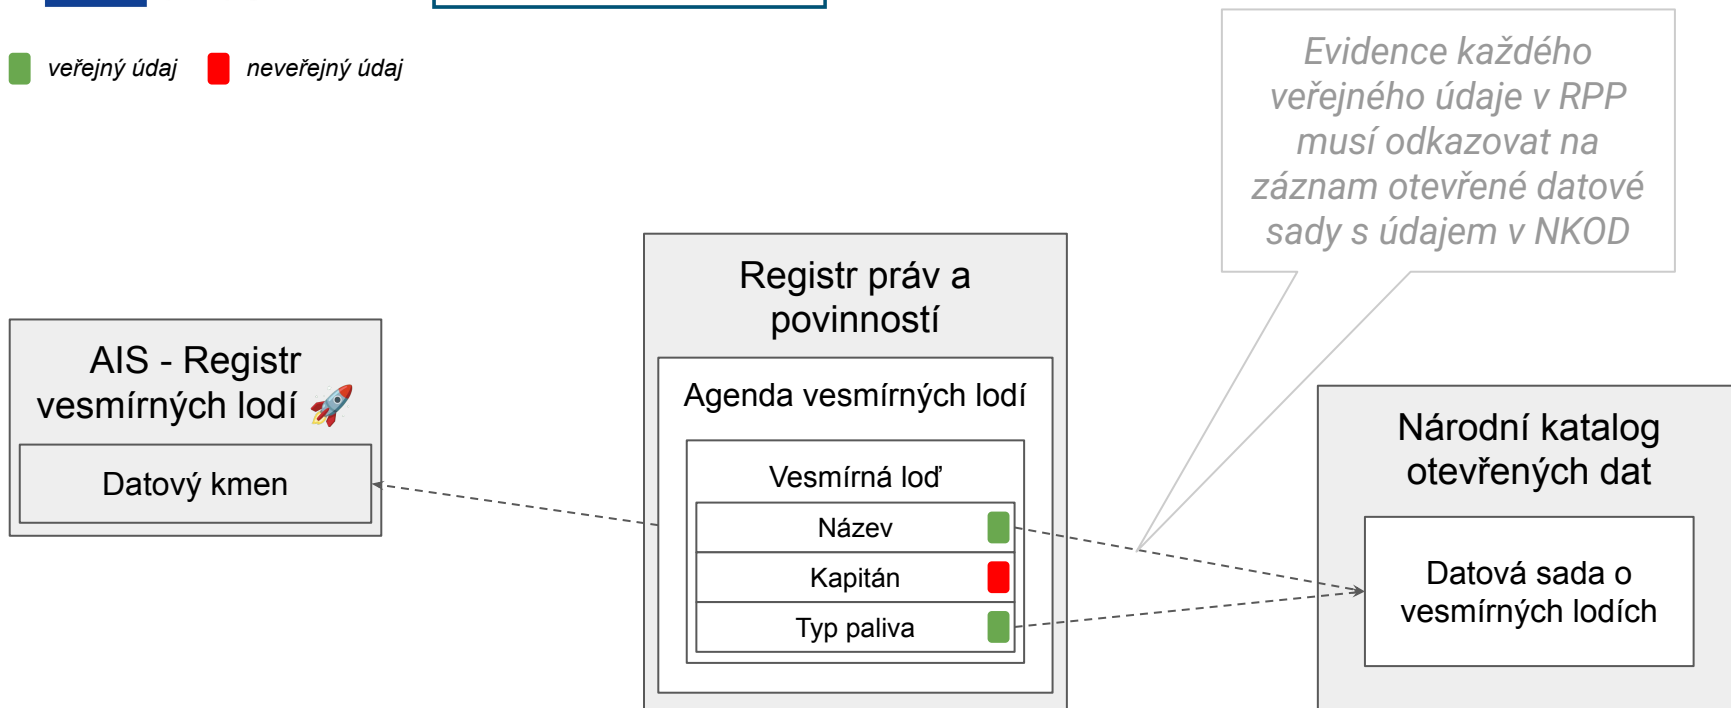 veřejný údaj
neveřejný údaj
Evidence každého
veřejného údaje v RPP
musí odkazovat na
záznam otevřené datové
sady s údajem v NKOD
AIS - Registr
vesmírných lodí 🚀
Datový kmen
Registr práv a
povinností
Agenda vesmírných lodí
Vesmírná loď
Název
Kapitán
Typ paliva
Národní katalog
otevřených dat
Datová sada o
vesmírných lodích